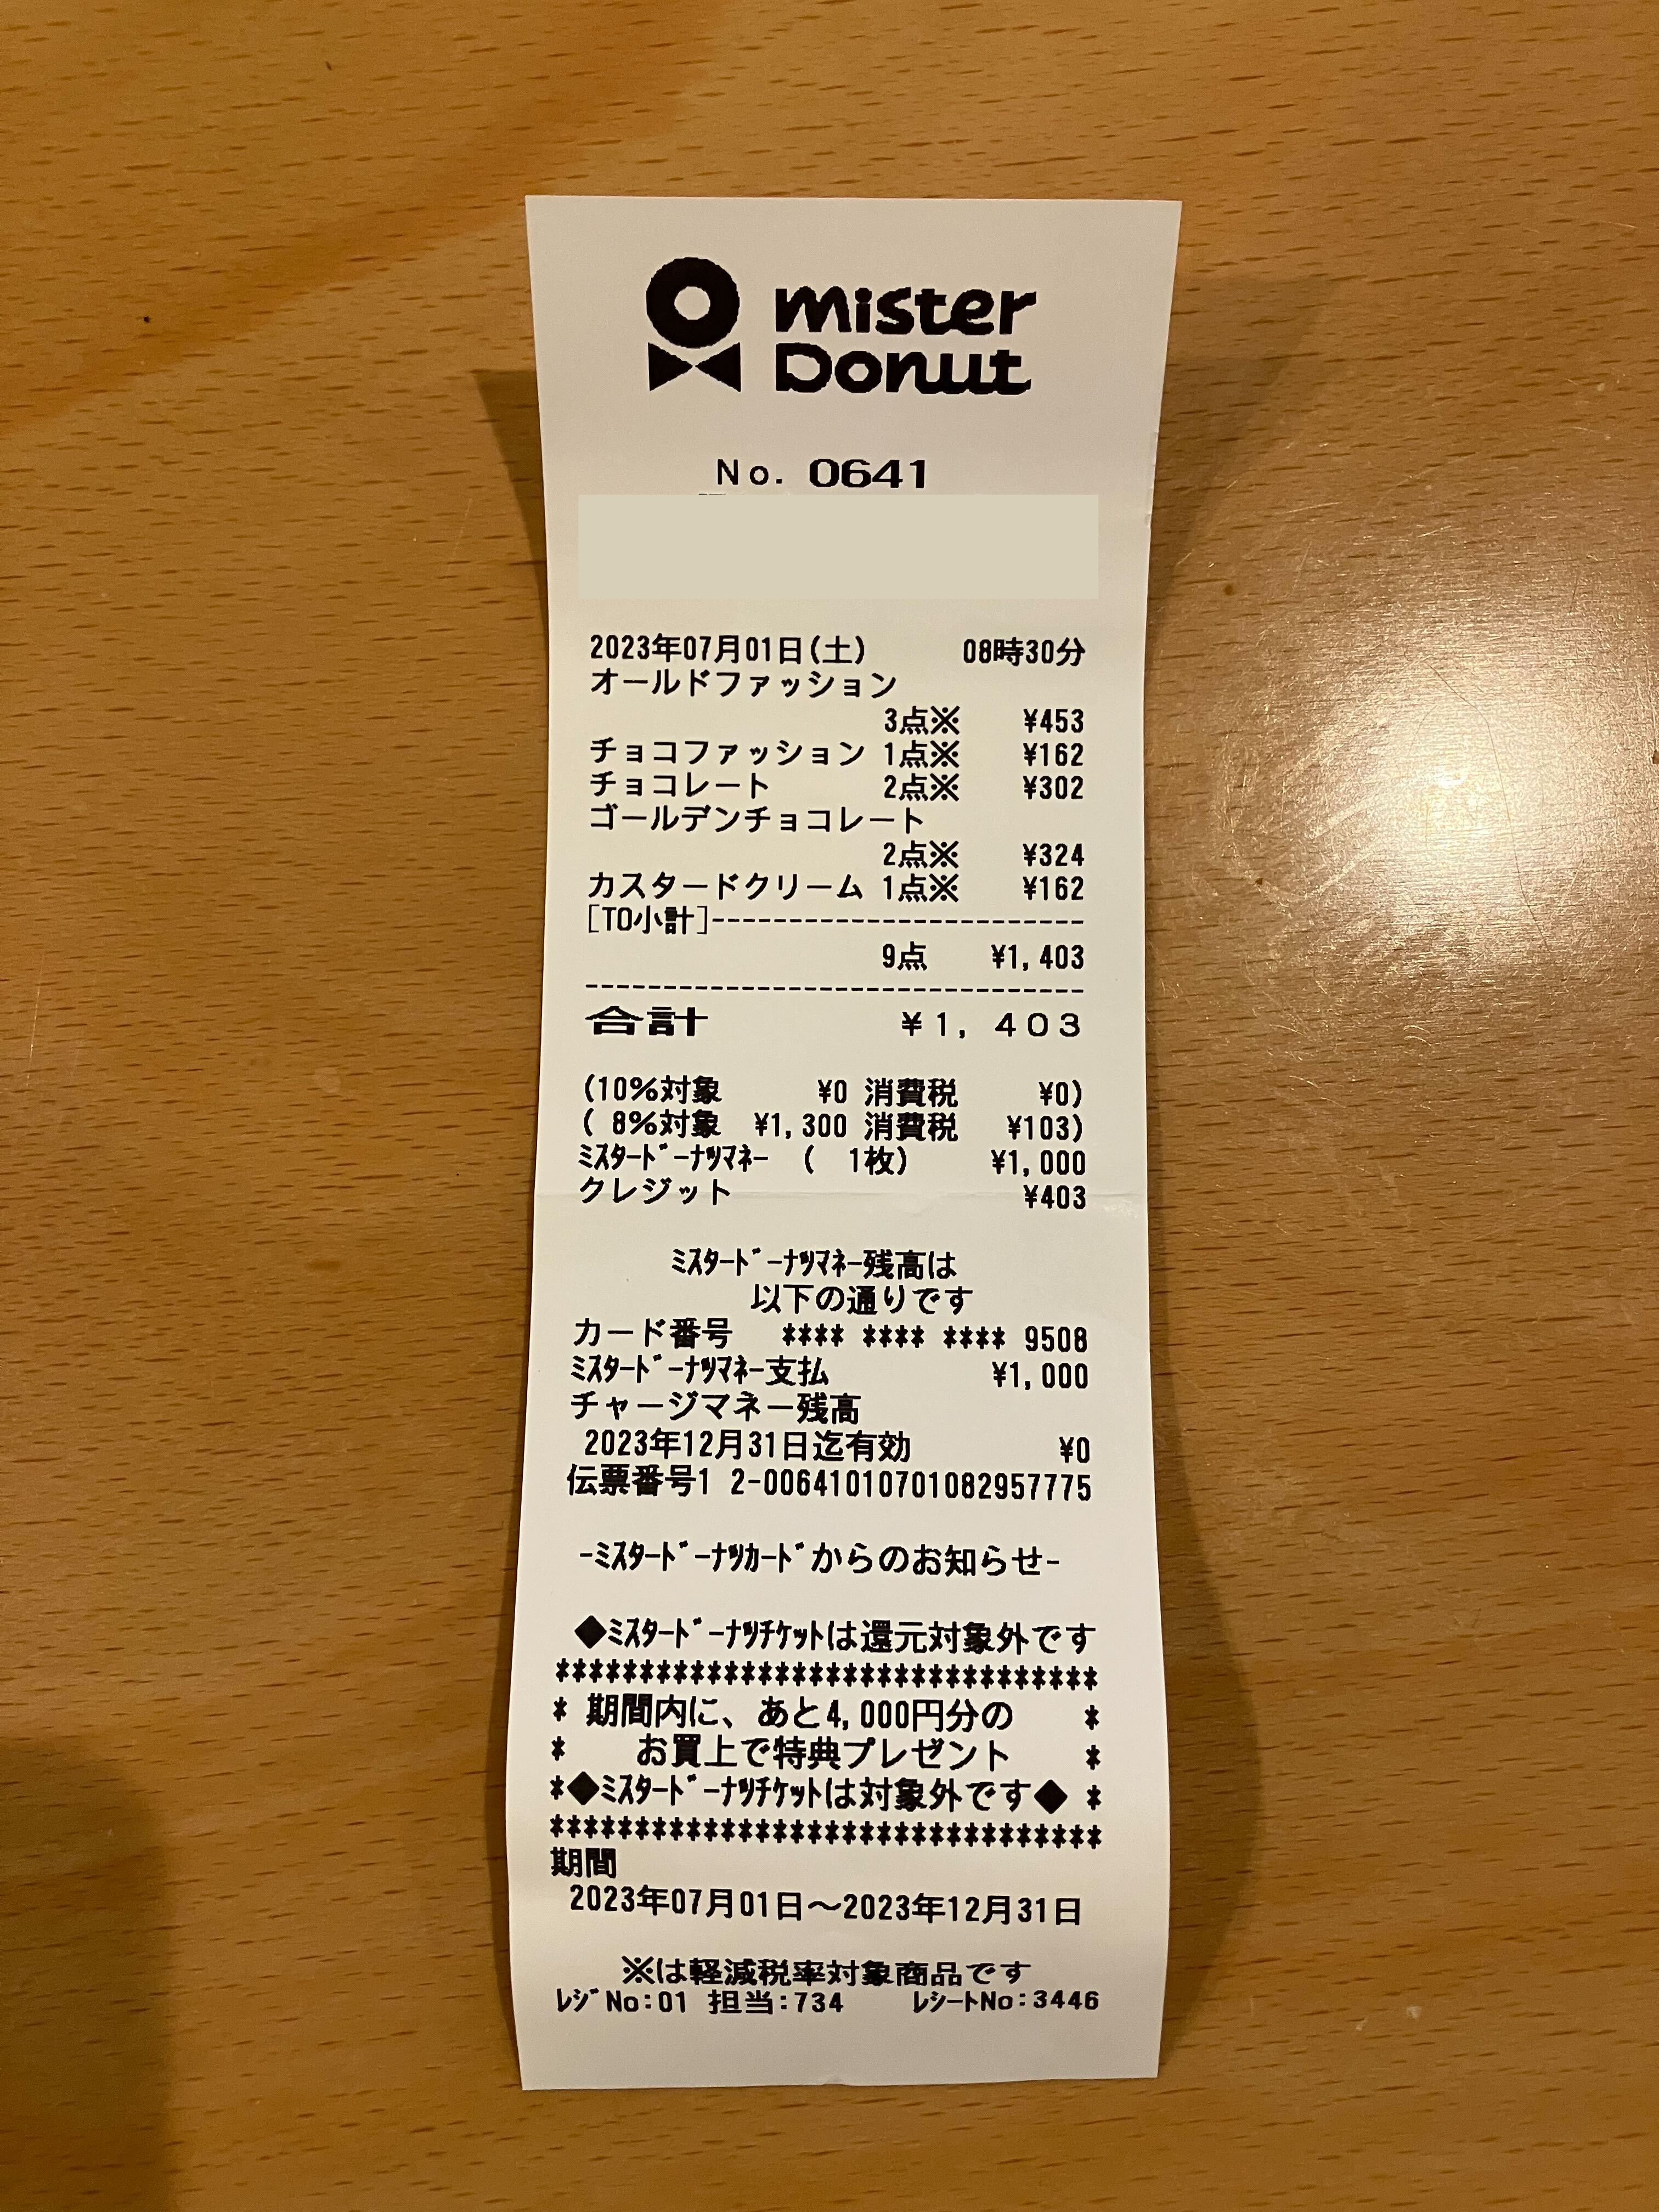 mister
Donut
No. 0641
2023年07月01日(土) 08時30分
オールドファッション
3点※ ¥453
チョコファッション 1点※ ¥162
チョコレート 2点※ ¥302
ゴールデンチョコレート
2点※ ¥324
カスタードクリーム 1点※ ¥162
[TO小計]------------------------
9点 ¥1,403
--------------------------------
合計 ¥1,403
(10%対象 ¥0 消費税 ¥0)
( 8%対象 ¥1,300 消費税 ¥103)
ﾐｽﾀｰﾄﾞｰﾅﾂﾏﾈｰ ( 1枚) ¥1,000
クレジット ¥403
ﾐｽﾀｰﾄﾞｰﾅﾂﾏﾈｰ残高は
以下の通りです
カード番号 **** **** **** 9508
ﾐｽﾀｰﾄﾞｰﾅﾂﾏﾈｰ支払 ¥1,000
チャージマネー残高
2023年12月31日迄有効 ¥0
伝票番号1 2-00641010701082957775
-ﾐｽﾀｰﾄﾞｰﾅﾂｶｰﾄﾞからのお知らせ-
◆ﾐｽﾀｰﾄﾞｰﾅﾂﾁｹｯﾄは還元対象外です
********************************
* 期間内に、あと4,000円分の *
* お買上で特典プレゼント *
*◆ﾐｽﾀｰﾄﾞｰﾅﾂﾁｹｯﾄは対象外です◆ *
********************************
期間
2023年07月01日～2023年12月31日
※は軽減税率対象商品です
ﾚｼﾞNo:01 担当:734 ﾚｼｰﾄNo:3446